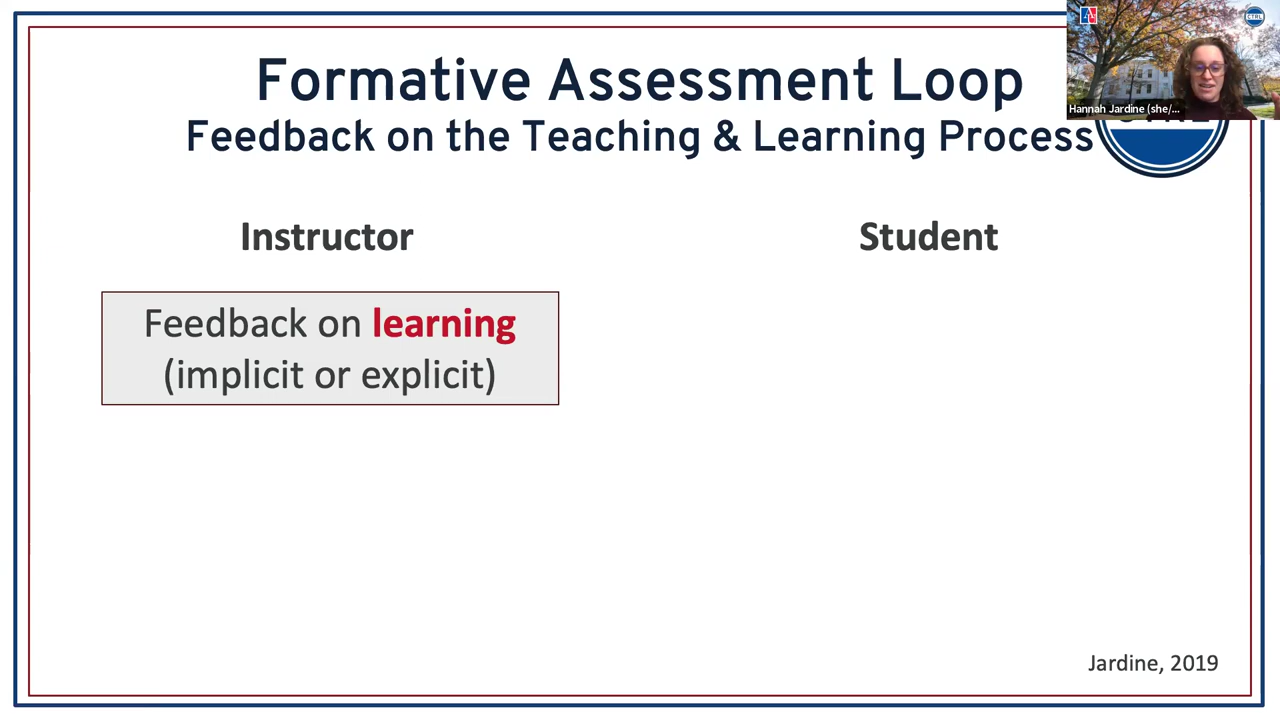 Formative Assessment Loop
Feedback on the Teaching & Learning Process
Instructor
Student
Feedback on learning
(implicit or explicit)
Jardine, 2019
Hannah Jardine (she/...
CTRL